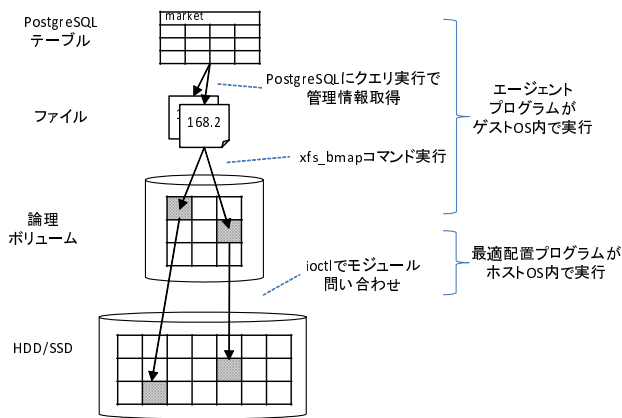 PostgreSQL
テーブル
market
PostgreSQLにクエリ実行で
管理情報取得
ファイル
168.2
エージェント
プログラムが
ゲストOS内で実行
xfs_bmapコマンド実行
論理
ボリューム
最適配置プログラムが
ホストOS内で実行
ioctlでモジュール
問い合わせ
HDD/SSD